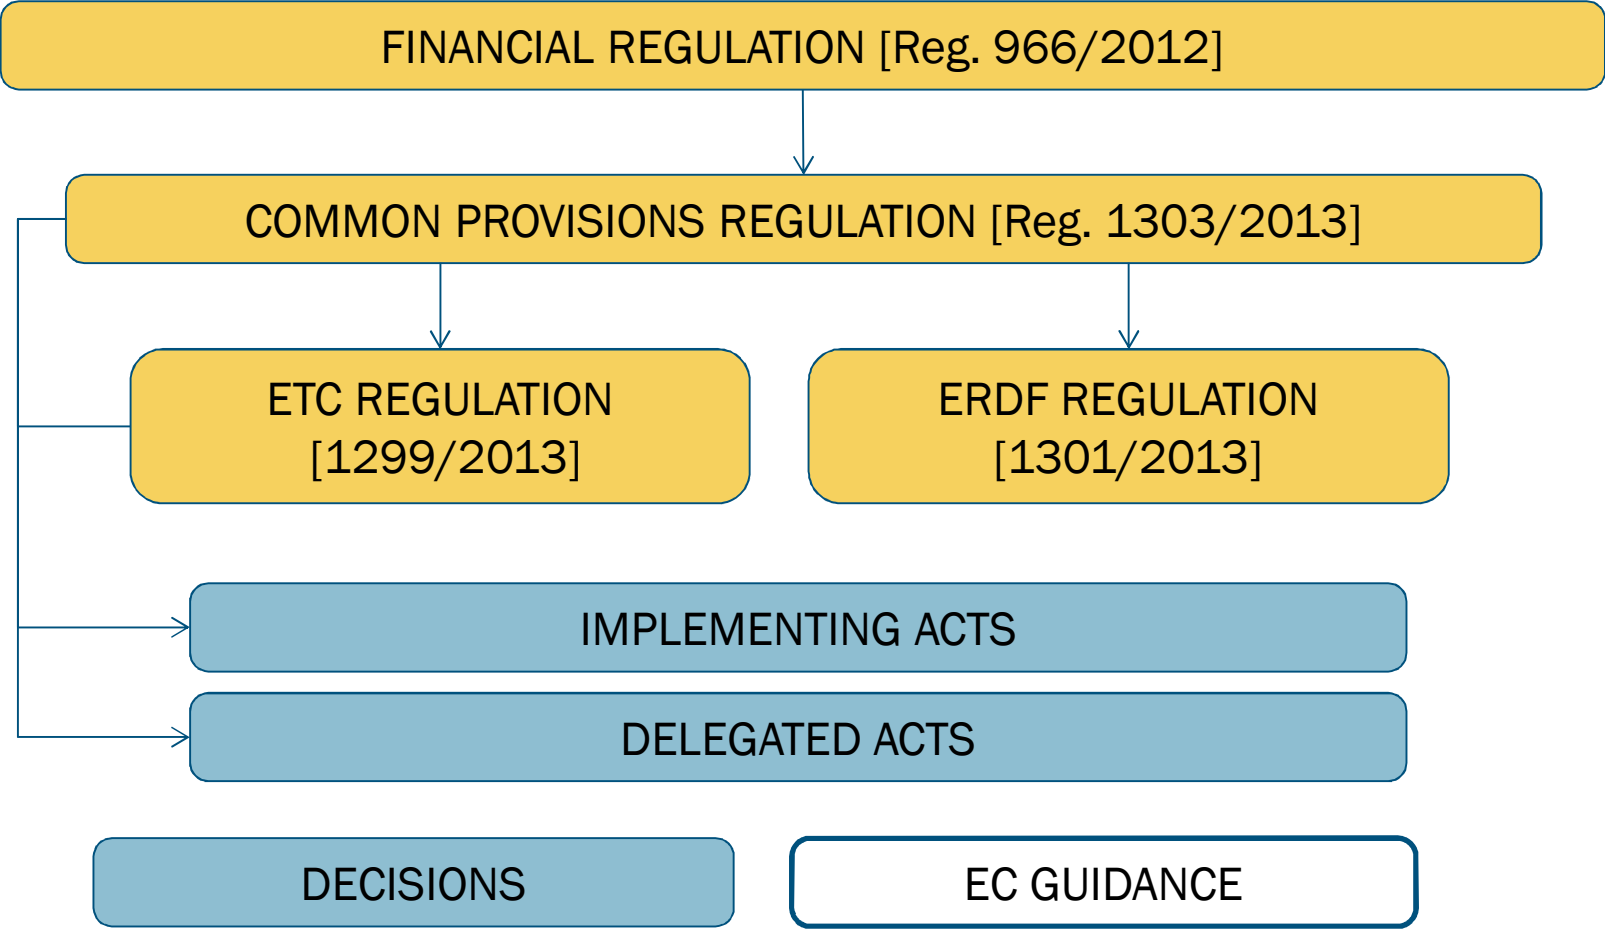 FINANCIAL REGULATION [Reg. 966/2012]
COMMON PROVISIONS REGULATION [Reg. 1303/2013]
ETC REGULATION
[1299/2013]
ERDF REGULATION
[1301/2013]
IMPLEMENTING ACTS
DELEGATED ACTS
DECISIONS
EC GUIDANCE